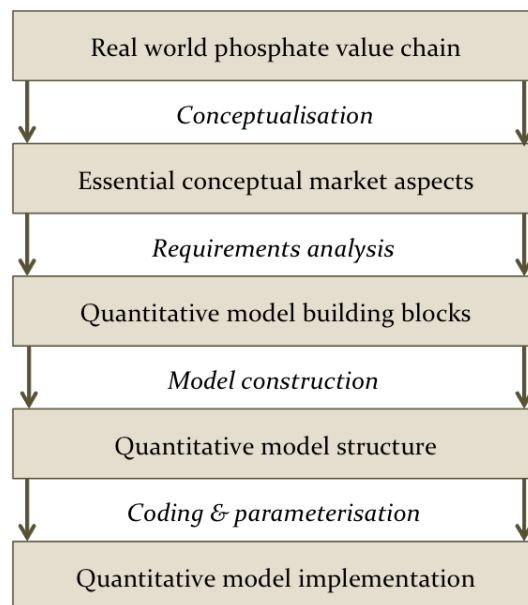 Real world phosphate value chain
Conceptualisation
Essential conceptual market aspects
Requirements analysis
Quantitative model building blocks
Model construction
Quantitative model structure
Coding & parameterisation
Quantitative model implementation